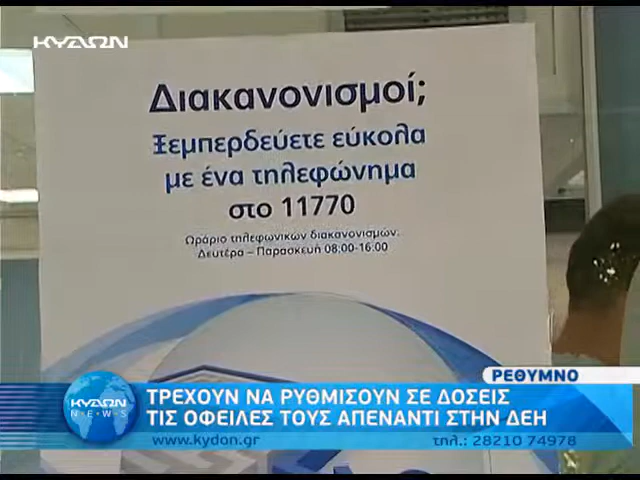 ΚΥΔΩΝ
Διακανονισμοί;
Ξεμπερδεύετε εύκολα
με ένα τηλεφώνημα
στο 11770
Ωράριο τηλεφωνικών διακανονισμών:
Δευτέρα – Παρασκευή 08:00-16:00
ΡΕΘΥΜΝΟ
ΚΥΔΩΝ
NEWS
ΤΡΕΧΟΥΝ ΝΑ ΡΥΘΜΙΣΟΥΝ ΣΕ ΔΟΣΕΙΣ
ΤΙΣ ΟΦΕΙΛΕΣ ΤΟΥΣ ΑΠΕΝΑΝΤΙ ΣΤΗΝ ΔΕΗ
www.kydon.gr
τηλ.: 28210 74978